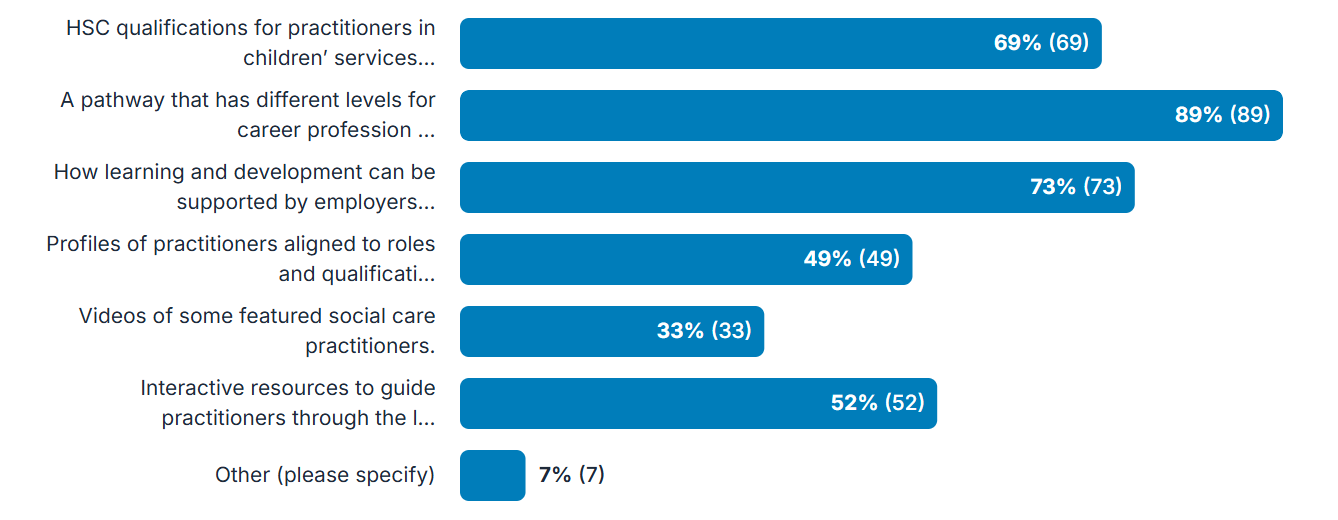 HSC qualifications for practitioners in
children’ services...
69% (69)
A pathway that has different levels for
career profession ...
89% (89)
How learning and development can be
supported by employers...
73% (73)
Profiles of practitioners aligned to roles
and qualificati...
49% (49)
Videos of some featured social care
practitioners.
33% (33)
Interactive resources to guide
practitioners through the l...
52% (52)
Other (please specify)
7% (7)